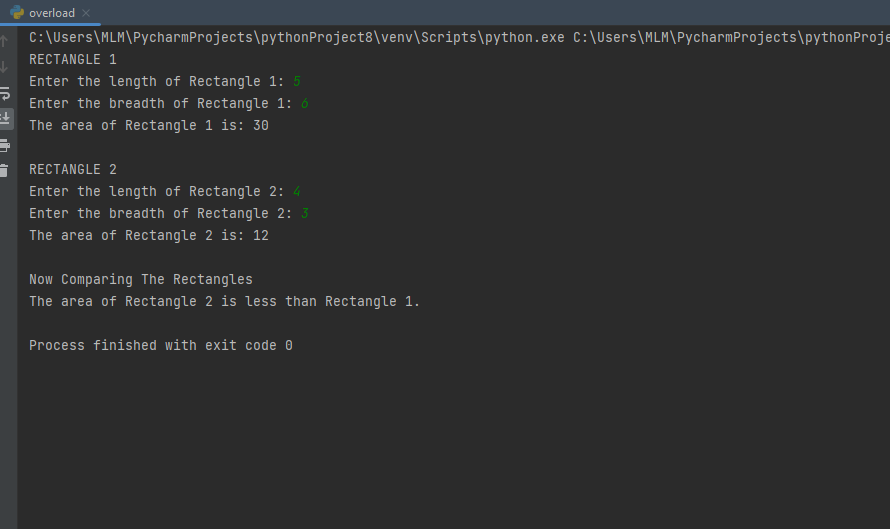 overload
C:\Users\MLM\PycharmProjects\pythonProject8\venv\Scripts\python.exe C:\Users\MLM\PycharmProjects\pythonProje
RECTANGLE 1
Enter the length of Rectangle 1: 5
Enter the breadth of Rectangle 1: 6
The area of Rectangle 1 is: 30
RECTANGLE 2
Enter the length of Rectangle 2: 4
Enter the breadth of Rectangle 2: 3
The area of Rectangle 2 is: 12
Now Comparing The Rectangles
The area of Rectangle 2 is less than Rectangle 1.
Process finished with exit code 0